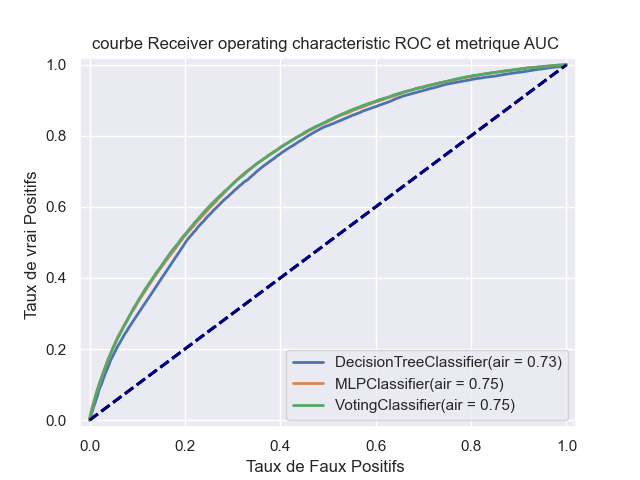 courbe Receiver operating characteristic ROC et metrique AUC
Taux de vrai Positifs
1.0
0.8
0.6
0.4
0.2
0.0
DecisionTreeClassifier(air = 0.73)
MLPClassifier(air = 0.75)
VotingClassifier(air = 0.75)
0.0 0.2 0.4 0.6 0.8 1.0
Taux de Faux Positifs